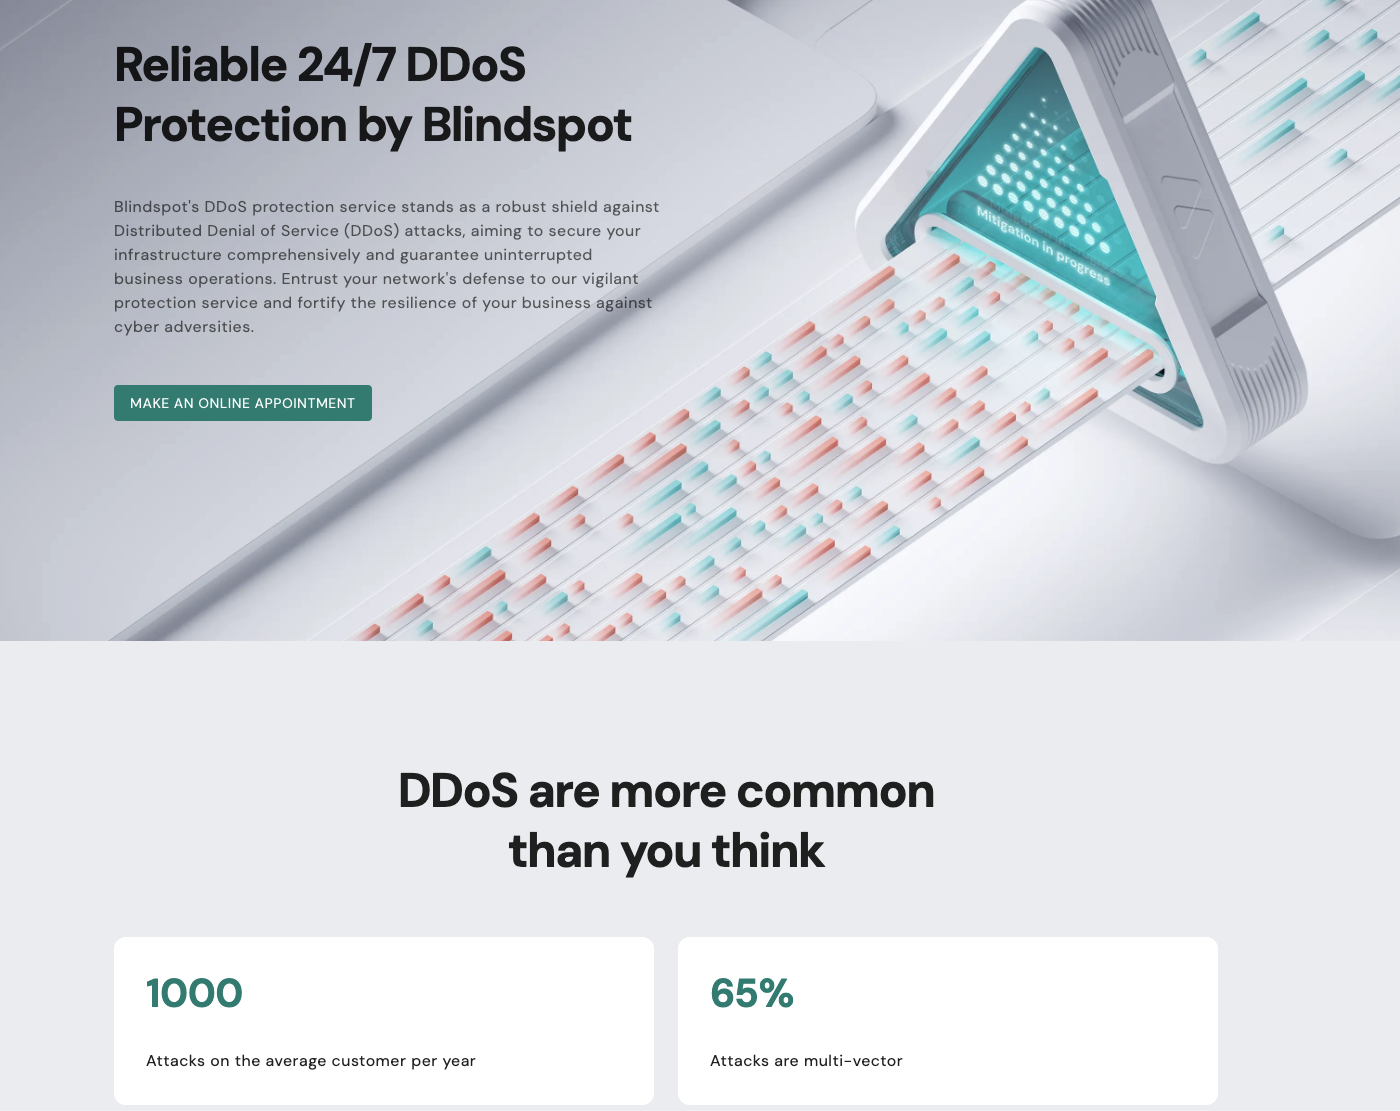 Reliable 24/7 DDoS
Protection by Blindspot
Blindspot's DDoS protection service stands as a robust shield against
Distributed Denial of Service (DDoS) attacks, aiming to secure your
infrastructure comprehensively and guarantee uninterrupted
business operations. Entrust your network's defense to our vigilant
protection service and fortify the resilience of your business against
cyber adversities.
MAKE AN ONLINE APPOINTMENT
Mitigation in progress
DDoS are more common
than you think
1000
Attacks on the average customer per year
65%
Attacks are multi-vector